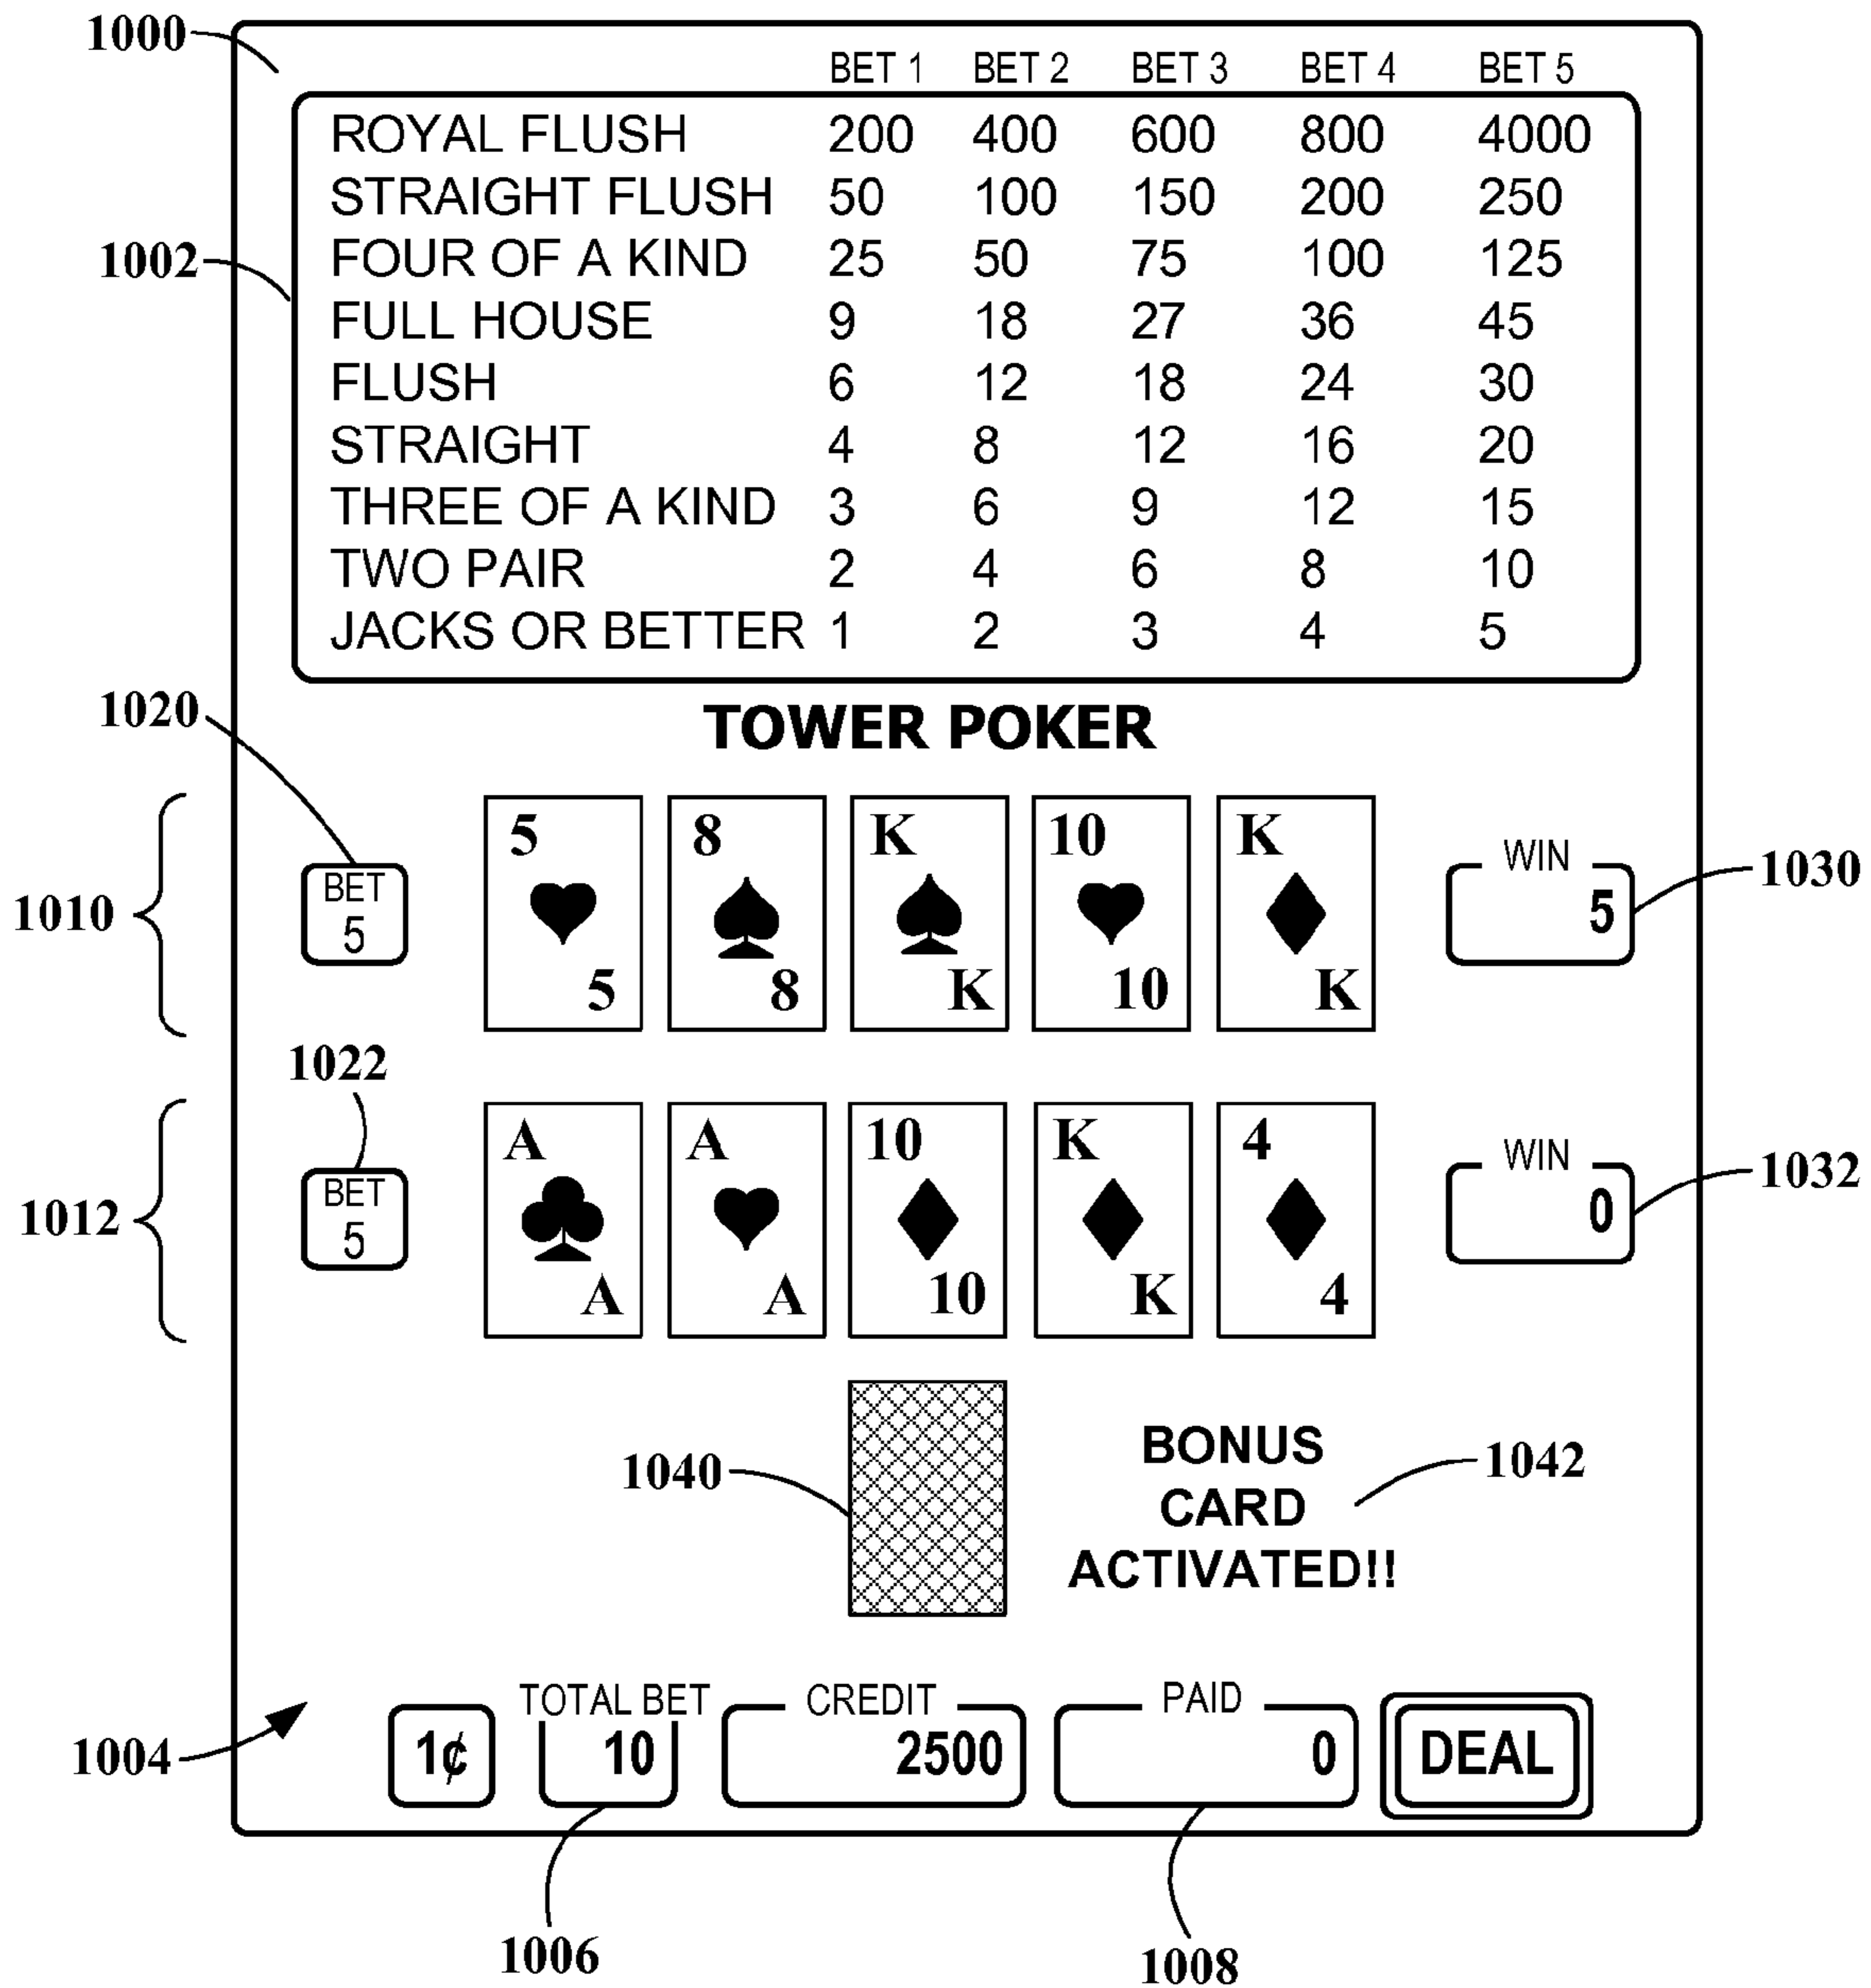 1000
BET 1 BET 2 BET 3 BET 4 BET 5
ROYAL FLUSH 200 400 600 800 4000
STRAIGHT FLUSH 50 100 150 200 250
1002
FOUR OF A KIND 25 50 75 100 125
FULL HOUSE 9 18 27 36 45
FLUSH 6 12 18 24 30
STRAIGHT 4 8 12 16 20
THREE OF A KIND 3 6 9 12 15
TWO PAIR 2 4 6 8 10
JACKS OR BETTER 1 2 3 4 5
1020
TOWER POKER
5 8 K 10 K
WIN
1030
BET
1010
5
5
5 8 K 10 K
1022
A A 10 K 4
WIN
1032
BET
1012
5
0
A A 10 K 4
BONUS
1040
1042
CARD
ACTIVATED!!
TOTAL BET CREDIT PAID
1004
1¢ 10 2500 0 DEAL
1006
1008